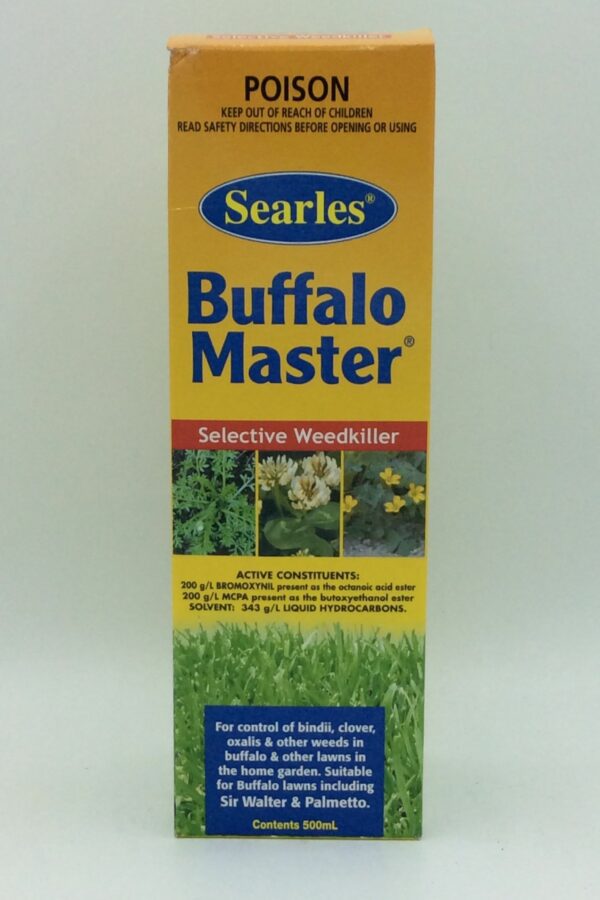 Selective Weedkiller
POISON
KEEP OUT OF REACH OF CHILDREN
READ SAFETY DIRECTIONS BEFORE OPENING OR USING
Searles®
Buffalo
Master®
Selective Weedkiller
ACTIVE CONSTITUENTS:
200 g/L BROMOXYNIL present as the octanoic acid ester
200 g/L MCPA present as the butoxyethanol ester
SOLVENT: 343 g/L LIQUID HYDROCARBONS.
For control of bindii, clover,
oxalis & other weeds in
buffalo & other lawns in
the home garden. Suitable
for Buffalo lawns including
Sir Walter & Palmetto.
Contents 500mL